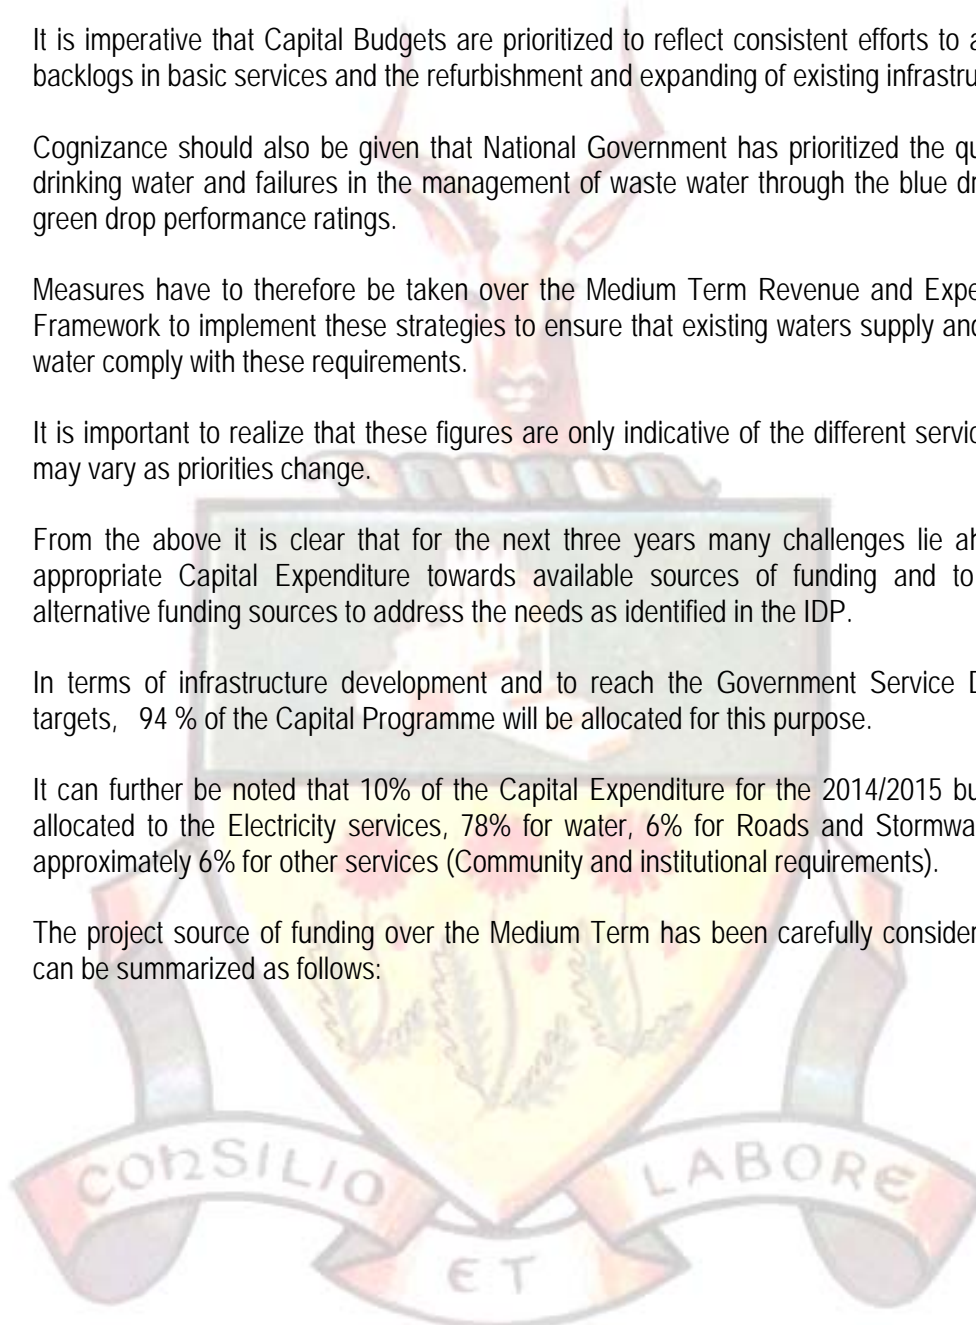 It is imperative that Capital Budgets are prioritized to reflect consistent efforts to
backlogs in basic services and the refurbishment and expanding of existing
Cognizance should also be given that National Government has prioritized the
drinking water and failures in the management of waste water through the blue
green drop performance ratings.
Measures have to therefore be taken over the Medium Term Revenue and
Framework to implement these strategies to ensure that existing waters supply
water comply with these requirements.
It is important to realize that these figures are only indicative of the different
may vary as priorities change.
From the above it is clear that for the next three years many challenges lie
appropriate Capital Expenditure towards available sources of funding and to
alternative funding sources to address the needs as identified in the IDP.
In terms of infrastructure development and to reach the Government Service
targets, 94 % of the Capital Programme will be allocated for this purpose.
It can further be noted that 10% of the Capital Expenditure for the 2014/2015
allocated to the Electricity services, 78% for water, 6% for Roads and
approximately 6% for other services (Community and institutional requirements).
The project source of funding over the Medium Term has been carefully
can be summarized as follows:
CONSILIO ET LABORE